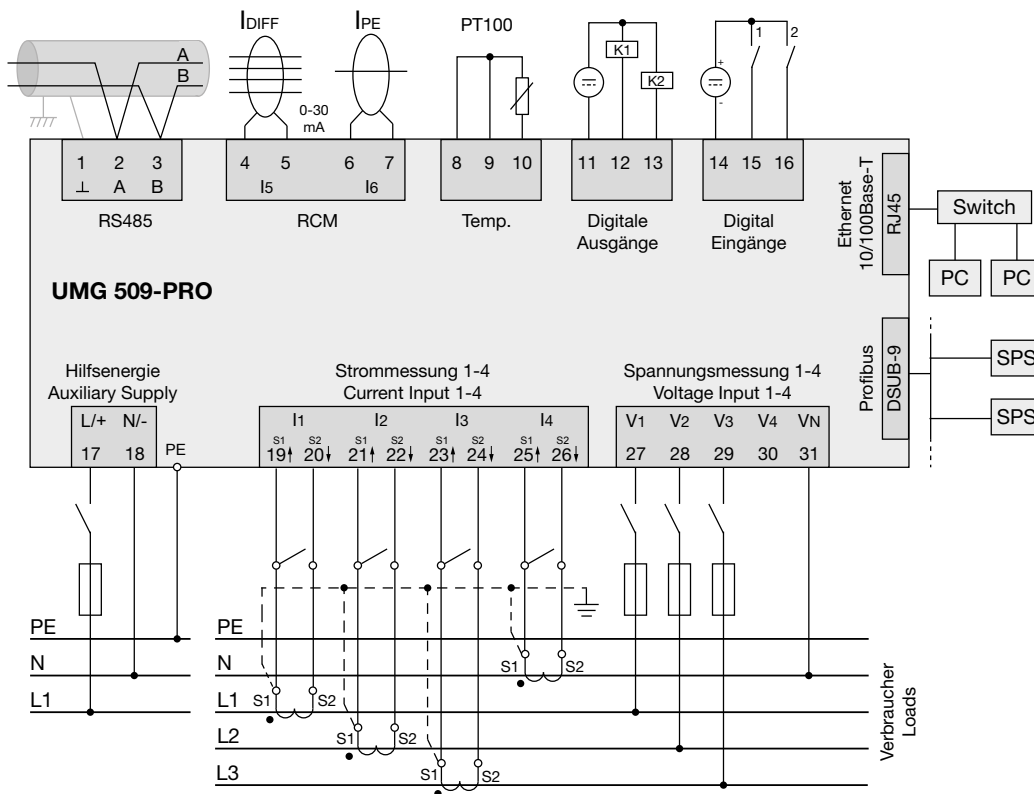 IDIFF IPE PT100
A
B
0-30
mA
K1
K2
+
-
1 2
1 2 3
⊥ A B
RS485
4 5 6 7
I5 I6
RCM
8 9 10
Temp.
11 12 13
Digitale
Ausgänge
14 15 16
Digital
Eingänge
Ethernet
10/100Base-T
RJ45
Switch
PC PC
UMG 509-PRO
Profibus
DSUB-9
SPS
SPS
Hilfsenergie
Auxiliary Supply
L/+ N/-
17 18
PE
Strommessung 1-4
Current Input 1-4
I1 I2 I3 I4
S1 S2 S1 S2 S1 S2 S1 S2
19 20 21 22 23 24 25 26
Spannungsmessung 1-4
Voltage Input 1-4
V1 V2 V3 V4 VN
27 28 29 30 31
PE
N
L1
PE
N
L1
L2
L3
S1 S2
S1 S2
S1 S2
S1 S2
Verbraucher
Loads